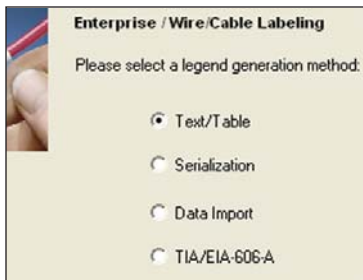 Enterprise / Wire/Cable Labeling
Please select a legend generation method:
Text/Table
Serialization
Data Import
TIA/EIA-606-A